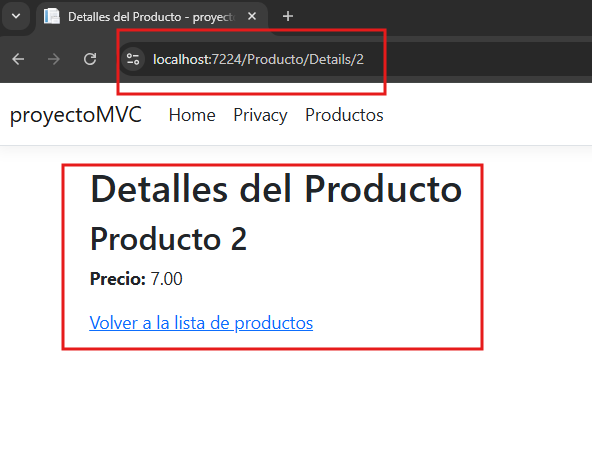 Detalles del Producto - proyect
localhost:7224/Producto/Details/2
proyectoMVC Home Privacy Productos
Detalles del Producto
Producto 2
Precio: 7.00
Volver a la lista de productos